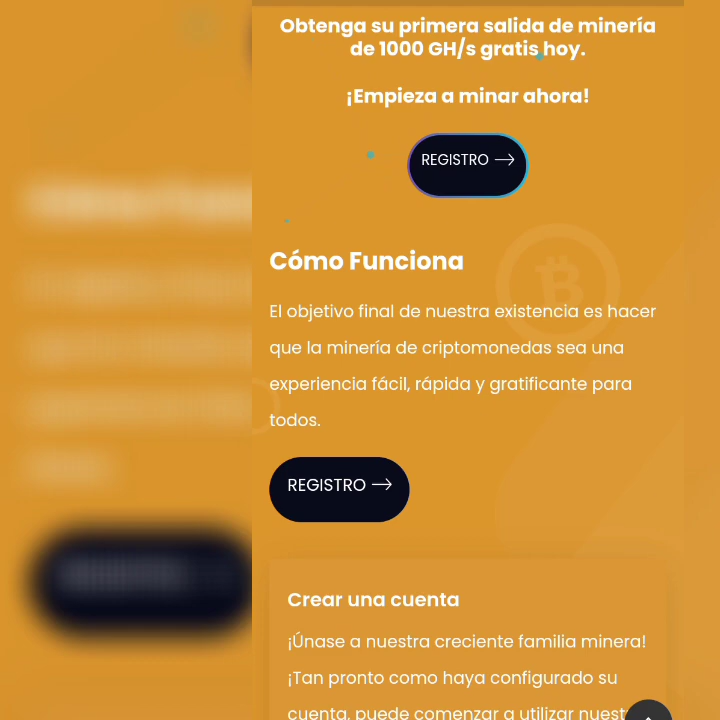 Obtenga su primera salida de minería
de 1000 GH/s gratis hoy.
¡Empieza a minar ahora!
REGISTRO
Cómo Funciona
El objetivo final de nuestra existencia es hacer
que la minería de criptomonedas sea una
experiencia fácil, rápida y gratificante para
todos.
REGISTRO
Crear una cuenta
¡Únase a nuestra creciente familia minera!
¡Tan pronto como haya configurado su
cuenta, puede comenzar a utilizar